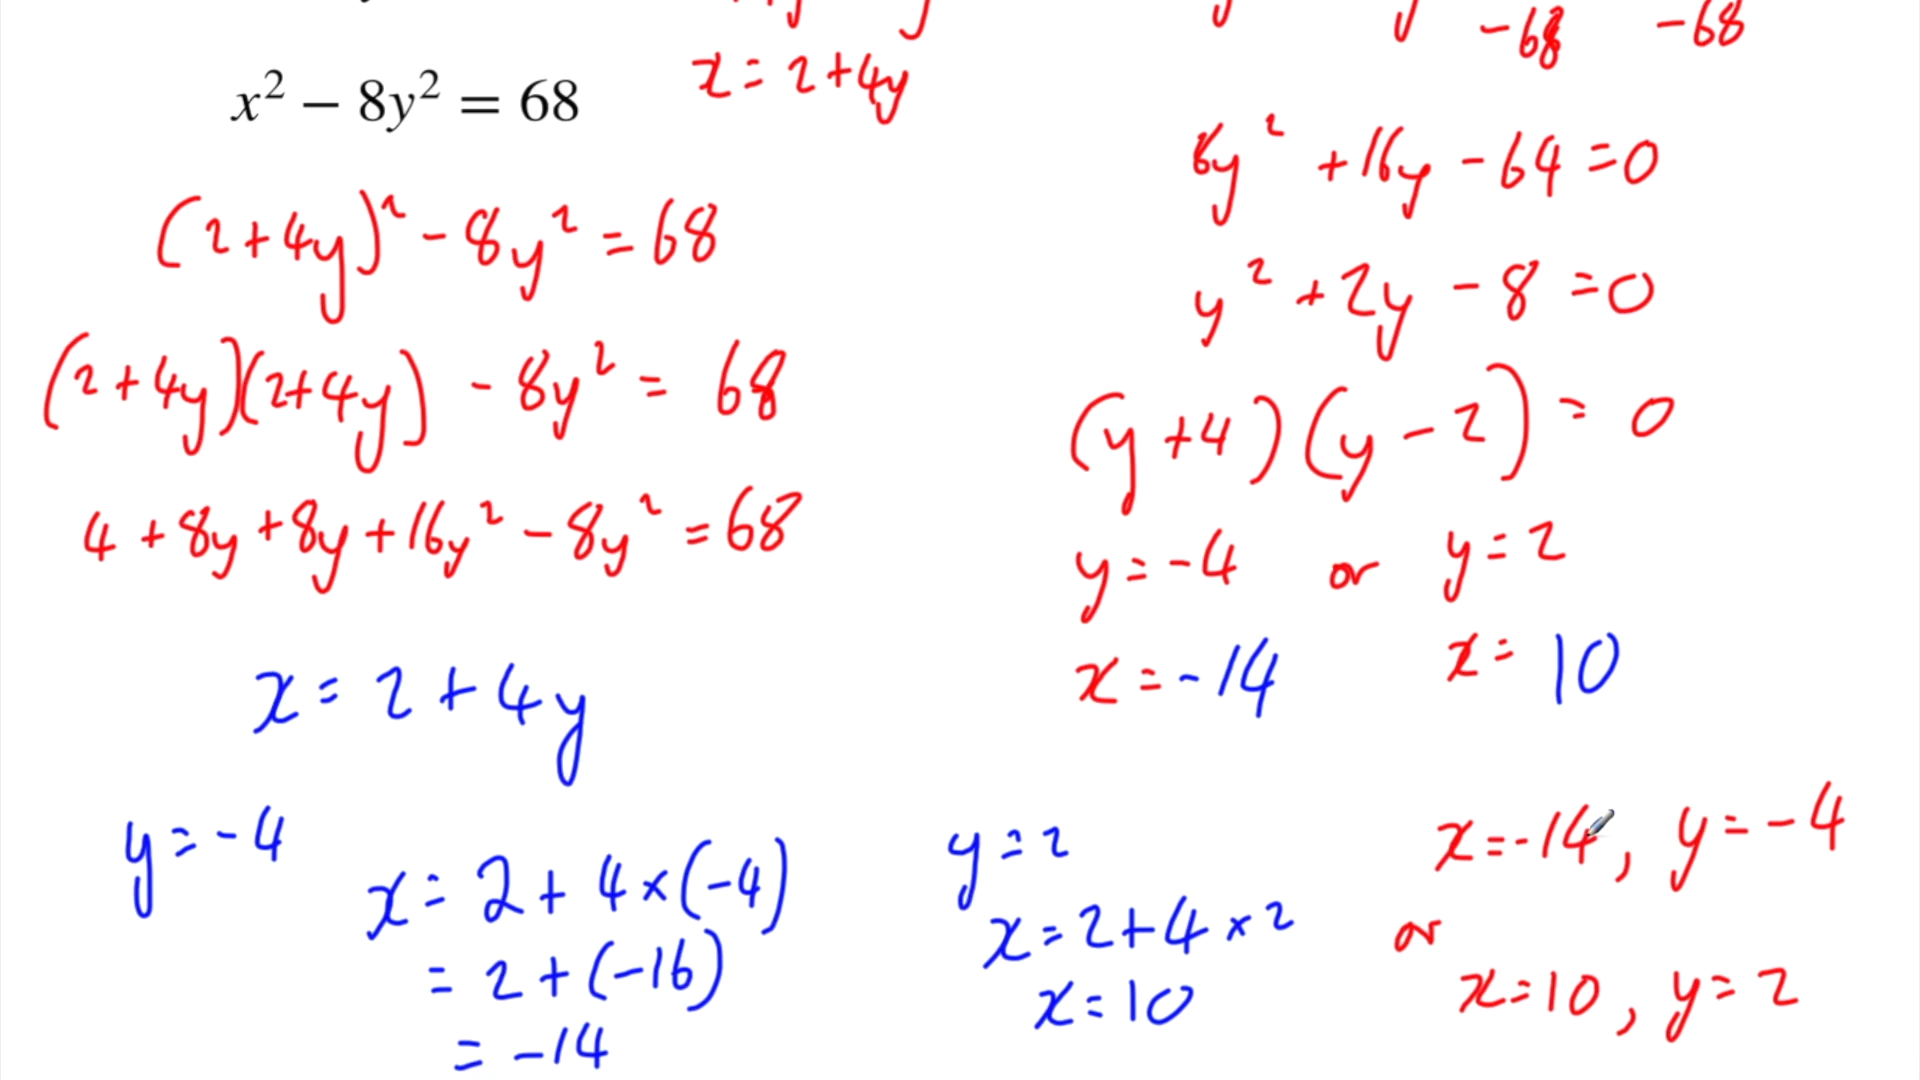 x² − 8y² = 68
x = 2 + 4y
(2 + 4y)² - 8y² = 68
(2 + 4y)(2 + 4y) - 8y² = 68
4 + 8y + 8y + 16y² - 8y² = 68
-68 -68
8y² + 16y - 64 = 0
y² + 2y - 8 = 0
(y + 4)(y - 2) = 0
y = -4 or y = 2
x = -14 x = 10
x = 2 + 4y
y = -4
x = 2 + 4 × (-4)
= 2 + (-16)
= -14
y = 2
x = 2 + 4 × 2
x = 10
x = -14, y = -4
or
x = 10, y = 2